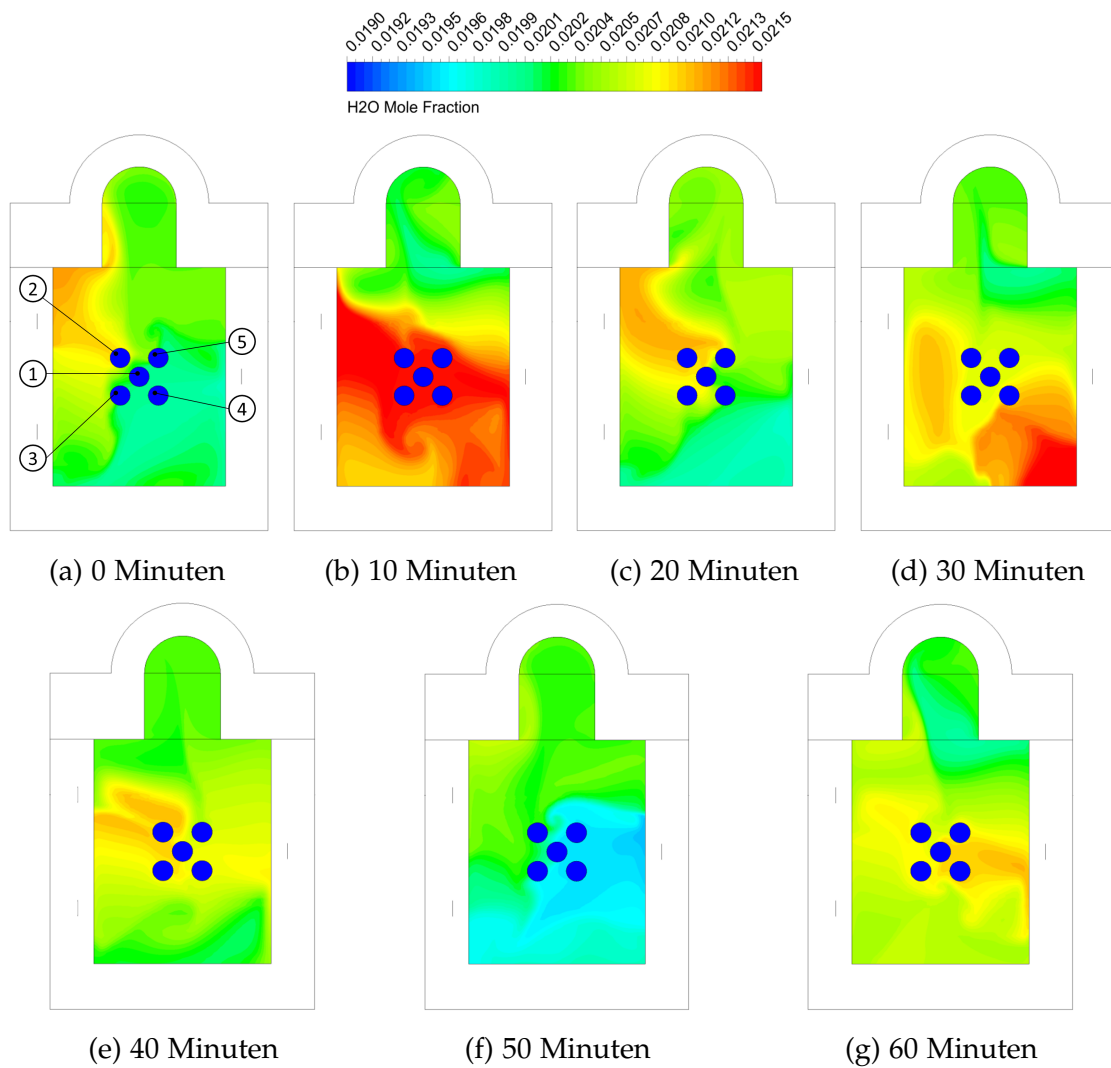 0.0190 0.0192 0.0193 0.0195 0.0196 0.0198 0.0199 0.0201 0.0202 0.0204 0.0205 0.0207 0.0208 0.0210 0.0212 0.0213 0.0215
H2O Mole Fraction
2
5
1
4
3
(a) 0 Minuten (b) 10 Minuten (c) 20 Minuten (d) 30 Minuten
(e) 40 Minuten (f) 50 Minuten (g) 60 Minuten